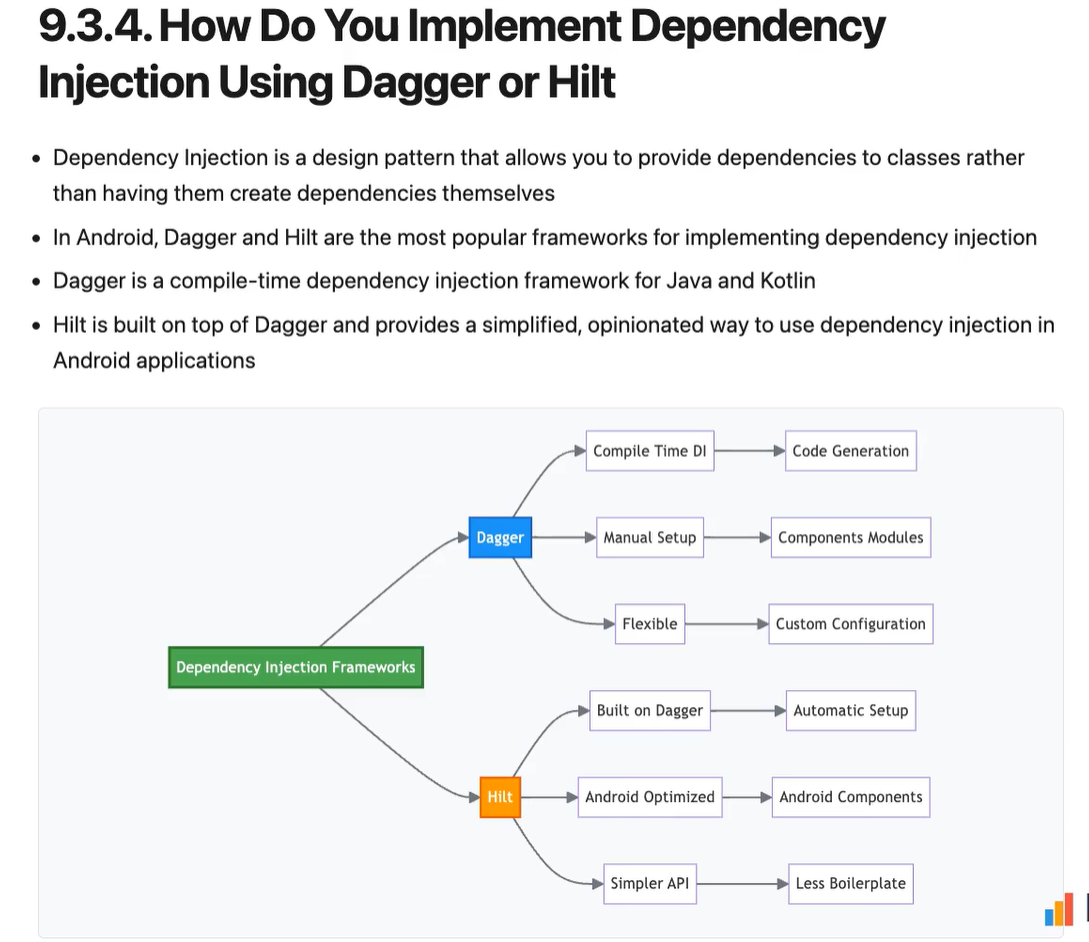 9.3.4. How Do You Implement Dependency
Injection Using Dagger or Hilt
Dependency Injection is a design pattern that allows you to provide dependencies to classes rather
than having them create dependencies themselves
In Android, Dagger and Hilt are the most popular frameworks for implementing dependency injection
Dagger is a compile-time dependency injection framework for Java and Kotlin
Hilt is built on top of Dagger and provides a simplified, opinionated way to use dependency injection in
Android applications
Compile Time DI
Code Generation
Dagger
Manual Setup
Components Modules
Flexible
Custom Configuration
Dependency Injection Frameworks
Built on Dagger
Automatic Setup
Hilt
Android Optimized
Android Components
Simpler API
Less Boilerplate